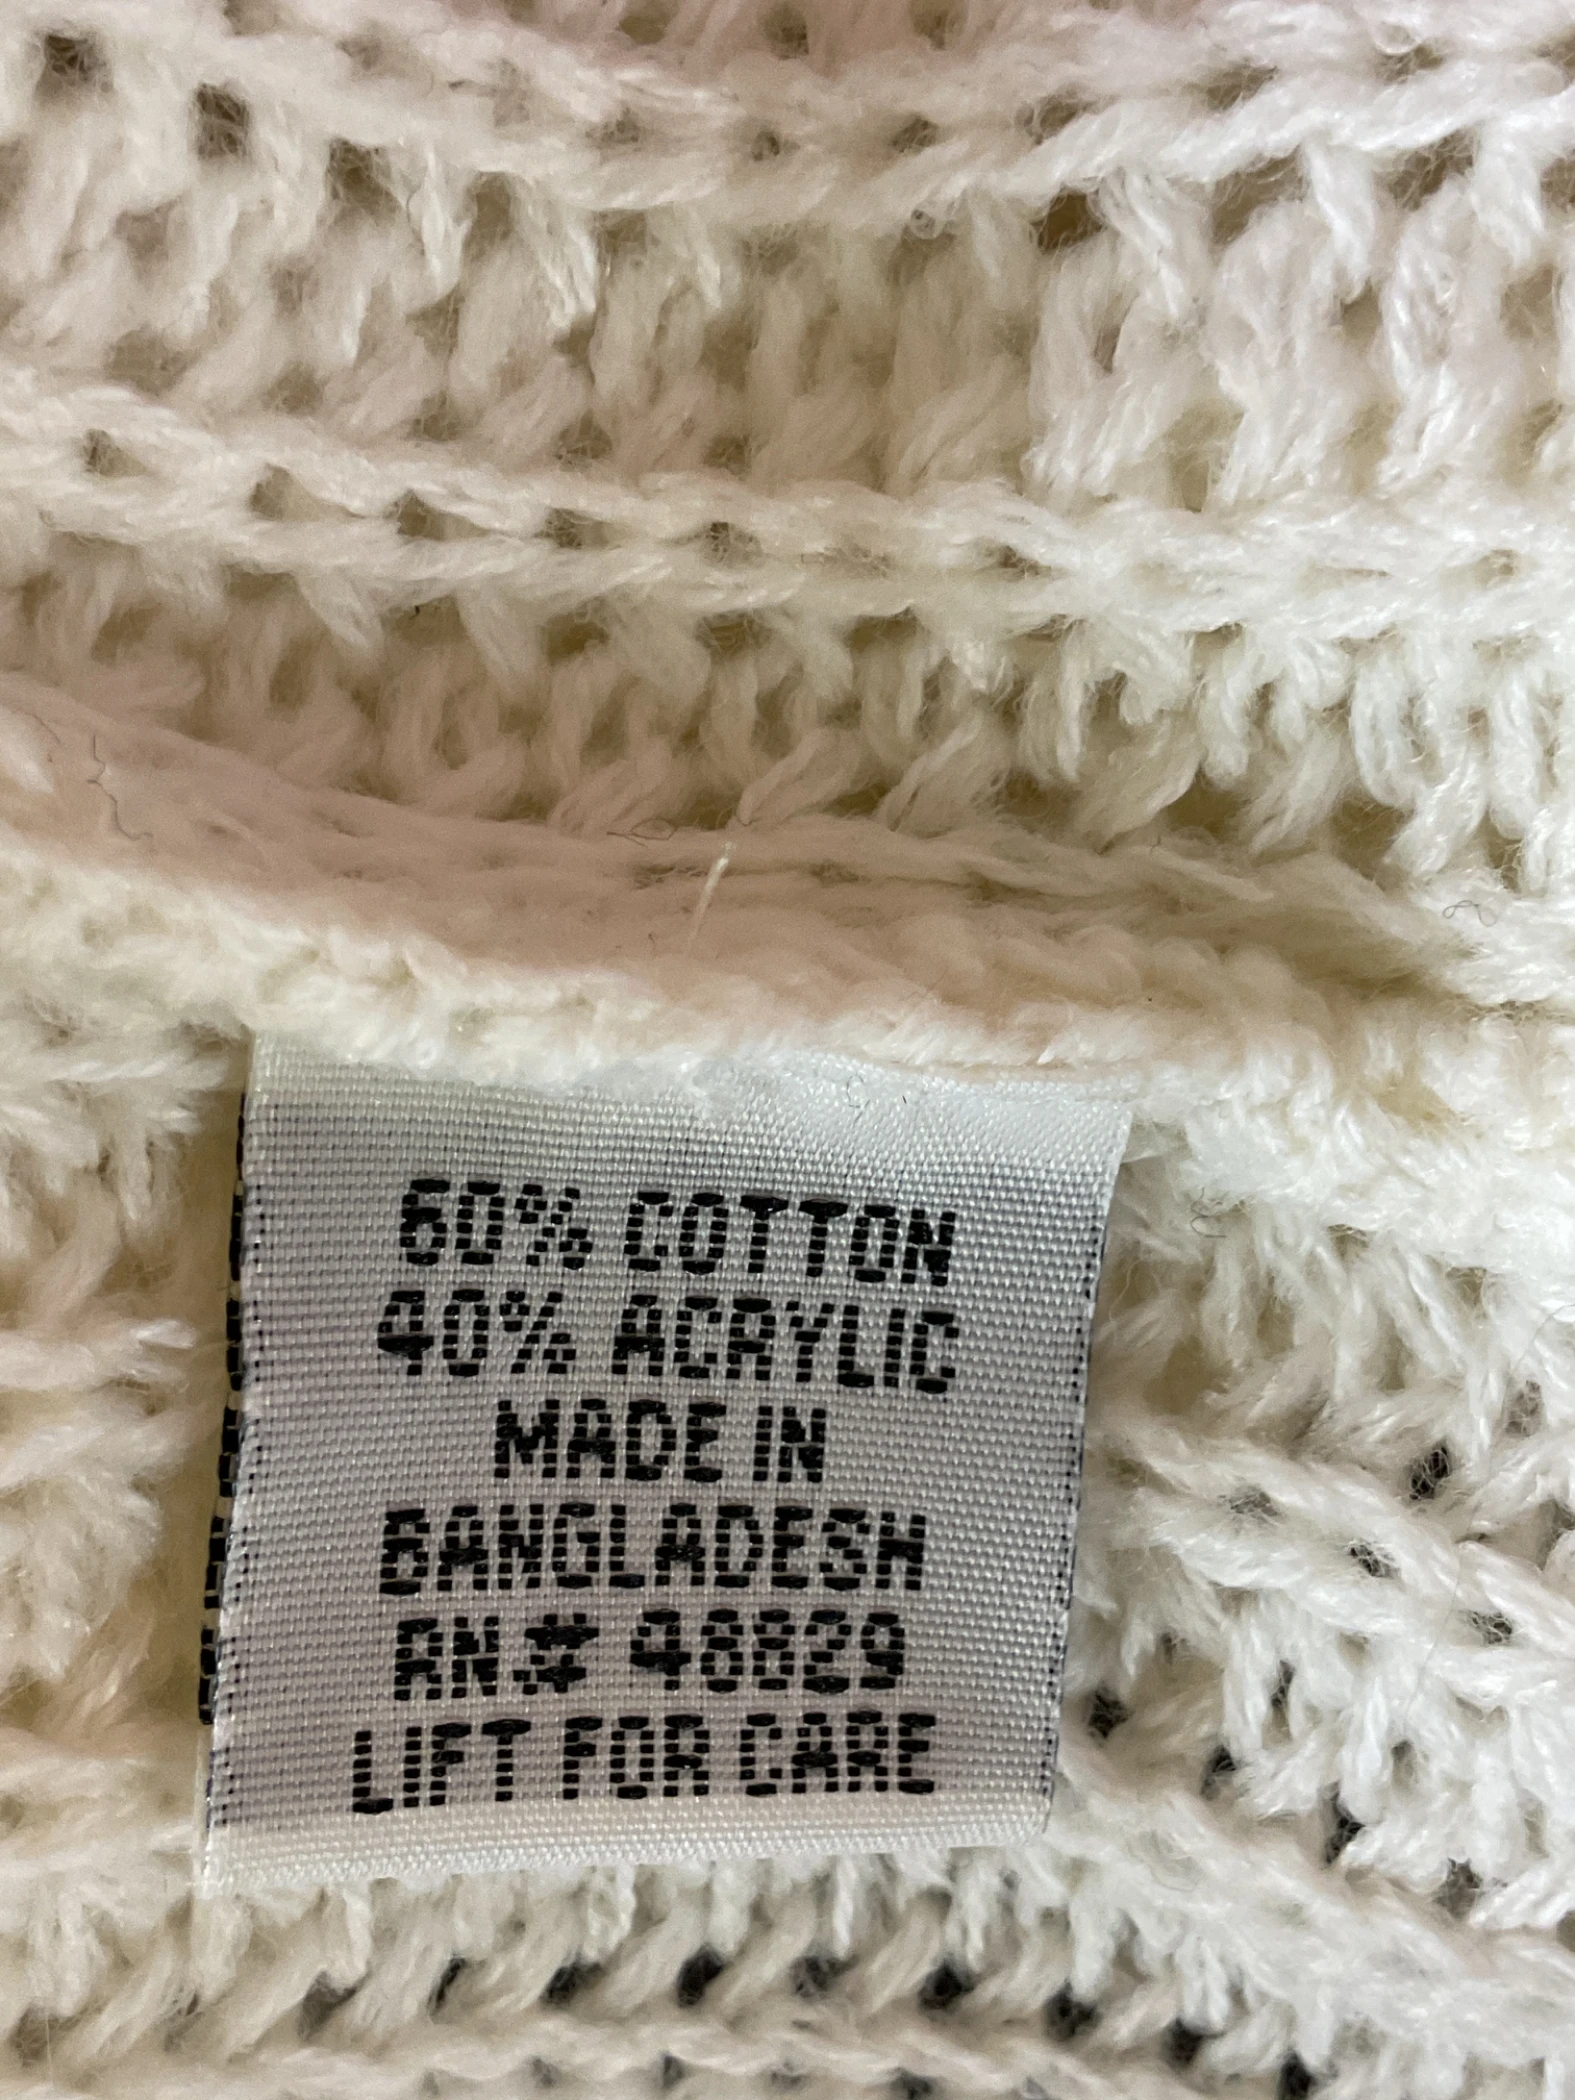 60% COTTON
40% ACRYLIC
MADE IN
BANGLADESH
RN# 48829
LIFT FOR CARE